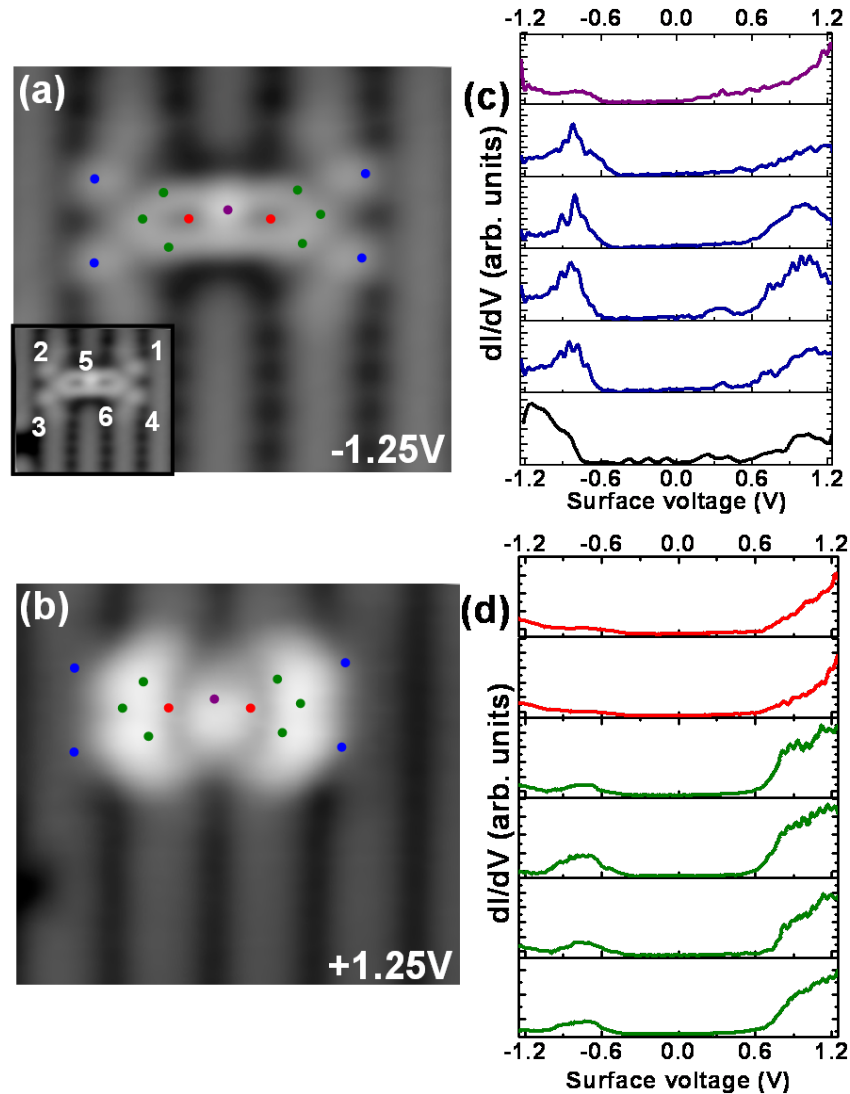 (a)
2
5
1
3
6
4
-1.25V
(c)
-1.2 -0.6 0.0 0.6 1.2
dI/dV (arb. units)
-1.2 -0.6 0.0 0.6 1.2
Surface voltage (V)
(b)
+1.25V
(d)
-1.2 -0.6 0.0 0.6 1.2
dI/dV (arb. units)
-1.2 -0.6 0.0 0.6 1.2
Surface voltage (V)